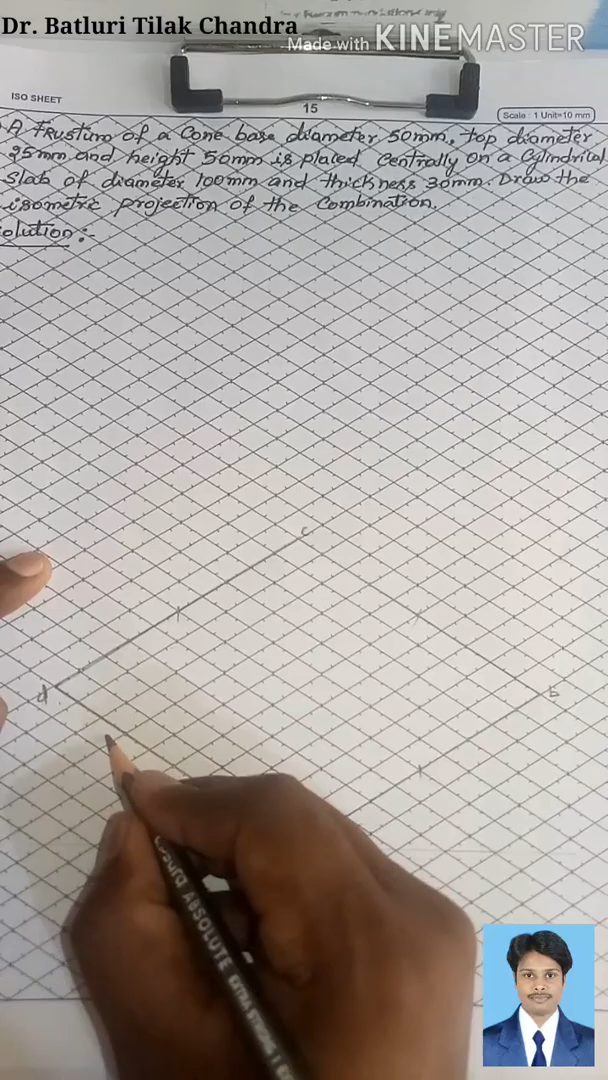 Dr. Batluri Tilak Chandra
Made with KINEMASTER
ISO SHEET
15
Scale : 1 Unit=10 mm
A Frustum of a Cone base diameter 50mm, top diameter
25mm and height 50mm is placed Centrally on a Cylindrical
Slab of diameter 100mm and thickness 30mm. Draw the
isometric projection of the Combination.
olution :-
c
d
b
ABSOLUTE